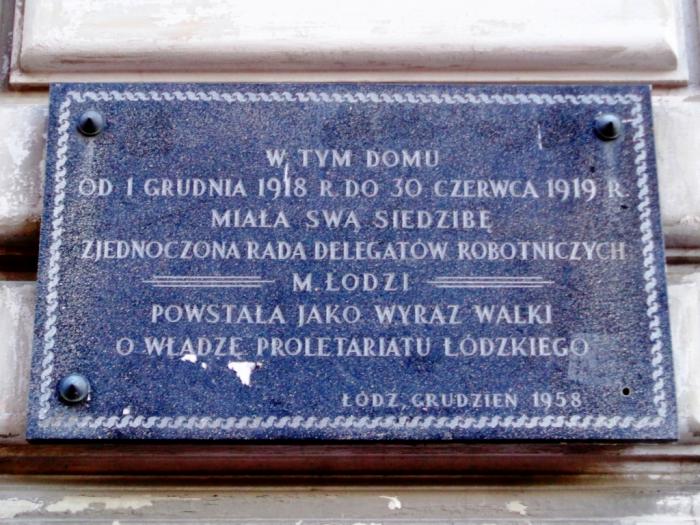 W TYM DOMU
OD 1 GRUDNIA 1918 R. DO 30 CZERWCA 1919 R.
MIAŁA SWĄ SIEDZIBĘ
ZJEDNOCZONA RADA DELEGATÓW ROBOTNICZYCH
M. ŁODZI
POWSTAŁA JAKO WYRAZ WALKI
O WŁADZĘ PROLETARIATU ŁÓDZKIEGO
ŁÓDŹ, GRUDZIEŃ 1958